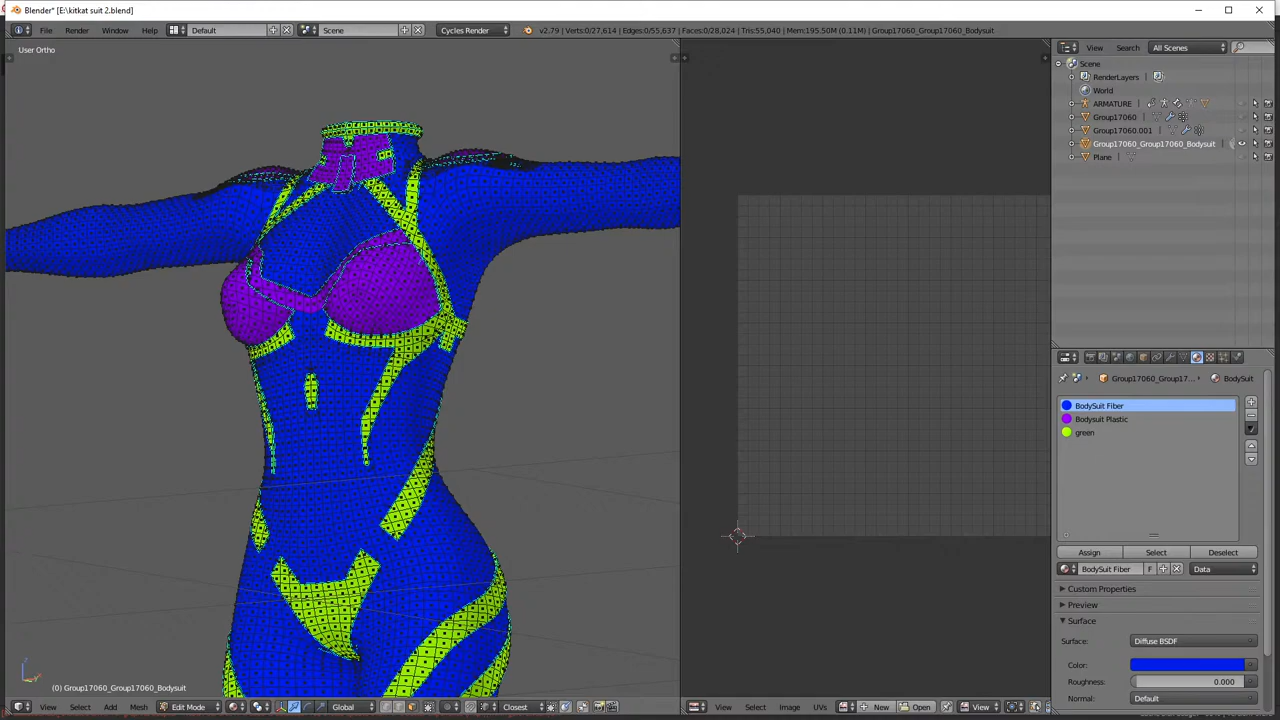 Blender* [E:\kitkat suit 2.blend]
File Render Window Help Default Scene Cycles Render v2.79 | Verts:0/27,614 | Edges:0/55,637 | Faces:0/28,024 | Tris:55,040 | Mem:195.50M (0.11M) | Group17060_Group17060_Bodysuit
View Search All Scenes
User Ortho
Scene
RenderLayers
World
ARMATURE
Group17060
Group17060.001
Group17060_Group17060_Bodysuit
Plane
Group17060_Group17... BodySuit
BodySuit Fiber
Bodysuit Plastic
green
Assign Select Deselect
BodySuit Fiber F Data
Custom Properties
Preview
Surface
Surface: Diffuse BSDF
Color:
Roughness: 0.000
Normal: Default
(0) Group17060_Group17060_Bodysuit
View Select Add Mesh Edit Mode Global Closest
View Select Image UVs New Open View